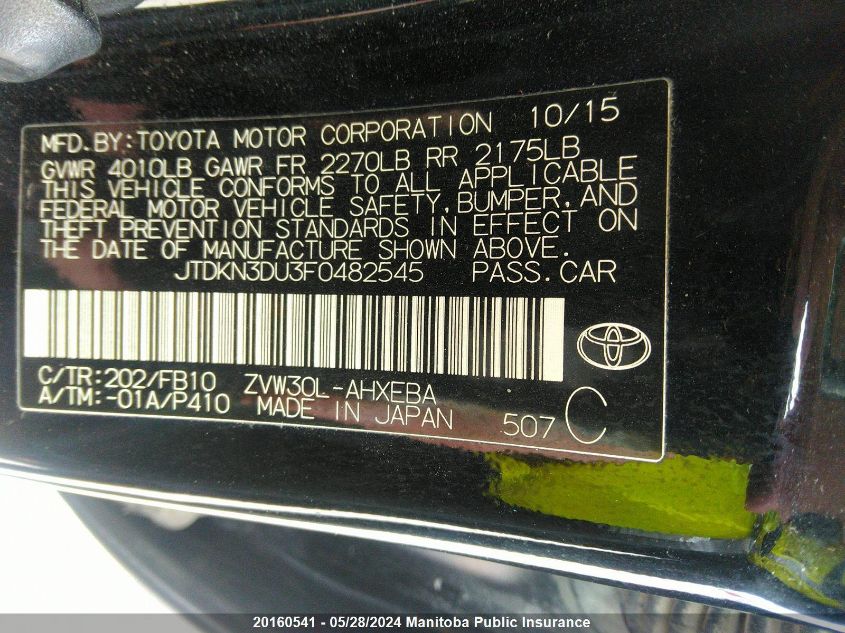 MFD.BY:TOYOTA MOTOR CORPORATION 10/15
GVWR 4010LB GAWR FR 2270LB RR 2175LB
THIS VEHICLE CONFORMS TO ALL APPLICABLE
FEDERAL MOTOR VEHICLE SAFETY,BUMPER,AND
THEFT PREVENTION STANDARDS IN EFFECT ON
THE DATE OF MANUFACTURE SHOWN ABOVE.
JTDKN3DU3F0482545 PASS.CAR
C/TR:202/FB10 ZVW30L-AHXEBA
A/TM:-01A/P410 MADE IN JAPAN 507 C
20160541 - 05/28/2024 Manitoba Public Insurance